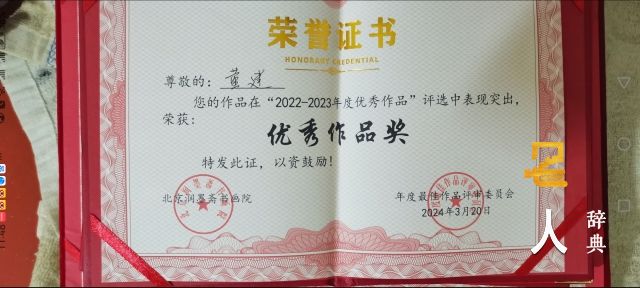 荣誉证书
HONORARY CREDENTIAL
尊敬的：董建
您的作品在“2022-2023年度优秀作品”评选中表现突出，
荣获：
优秀作品奖
特发此证，以资鼓励！
北京润墨斋书画院
年度最佳作品评审委员会
2024年3月20日
名人
辞典